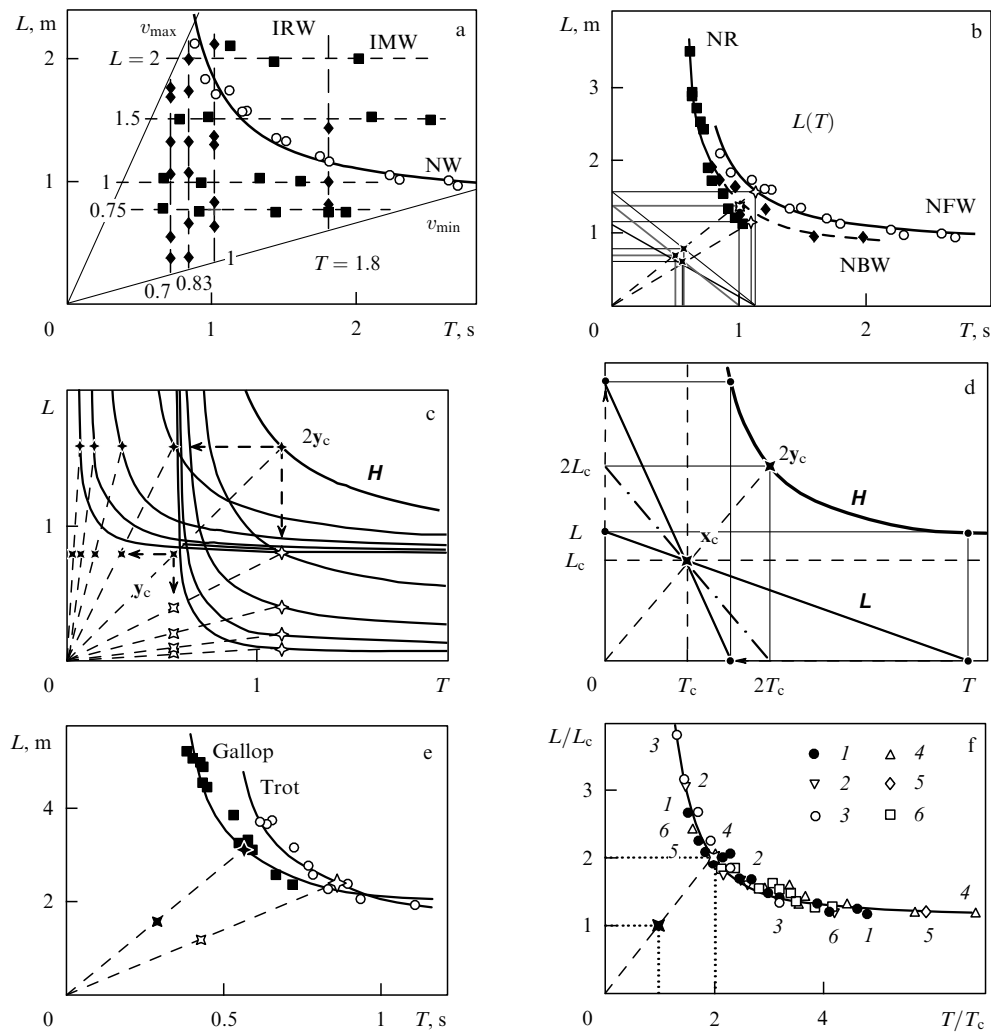 L, m
a
v_max
IRW
IMW
2
L = 2
1.5
NW
1
1
0.75
v_min
1
T = 1.8
0.83
0.7
0
1
2
T, s
L, m
b
NR
3
L(T)
2
NFW
1
NBW
0
1
2
T, s
c
L
2y_c
H
1
y_c
0
1
T
d
2y_c
2L_c
H
L
x_c
L_c
L
0
T_c
2T_c
T
L, m
e
Gallop
Trot
4
2
0
0.5
1
T, s
L/L_c
f
3
1
4
2
2
5
3
6
3
1
6
5
4
2
2
1
3
6
1
5
4
0
2
4
T/T_c